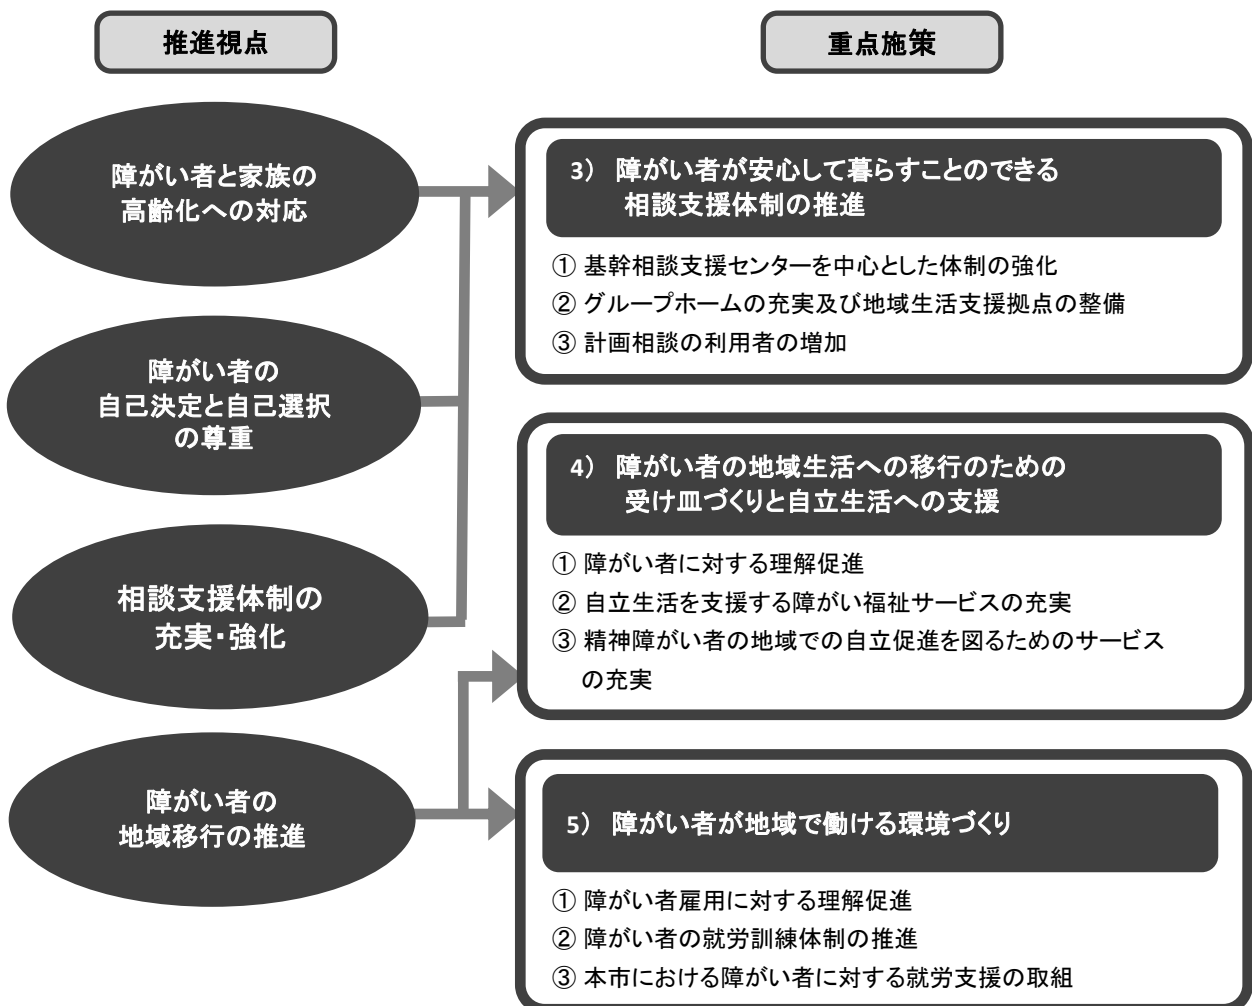 推進視点
重点施策
障がい者と家族の
高齢化への対応
障がい者の
自己決定と自己選択
の尊重
相談支援体制の
充実・強化
障がい者の
地域移行の推進
3） 障がい者が安心して暮らすことのできる
相談支援体制の推進
① 基幹相談支援センターを中心とした体制の強化
② グループホームの充実及び地域生活支援拠点の整備
③ 計画相談の利用者の増加
4） 障がい者の地域生活への移行のための
受け皿づくりと自立生活への支援
① 障がい者に対する理解促進
② 自立生活を支援する障がい福祉サービスの充実
③ 精神障がい者の地域での自立促進を図るためのサービス
の充実
5） 障がい者が地域で働ける環境づくり
① 障がい者雇用に対する理解促進
② 障がい者の就労訓練体制の推進
③ 本市における障がい者に対する就労支援の取組